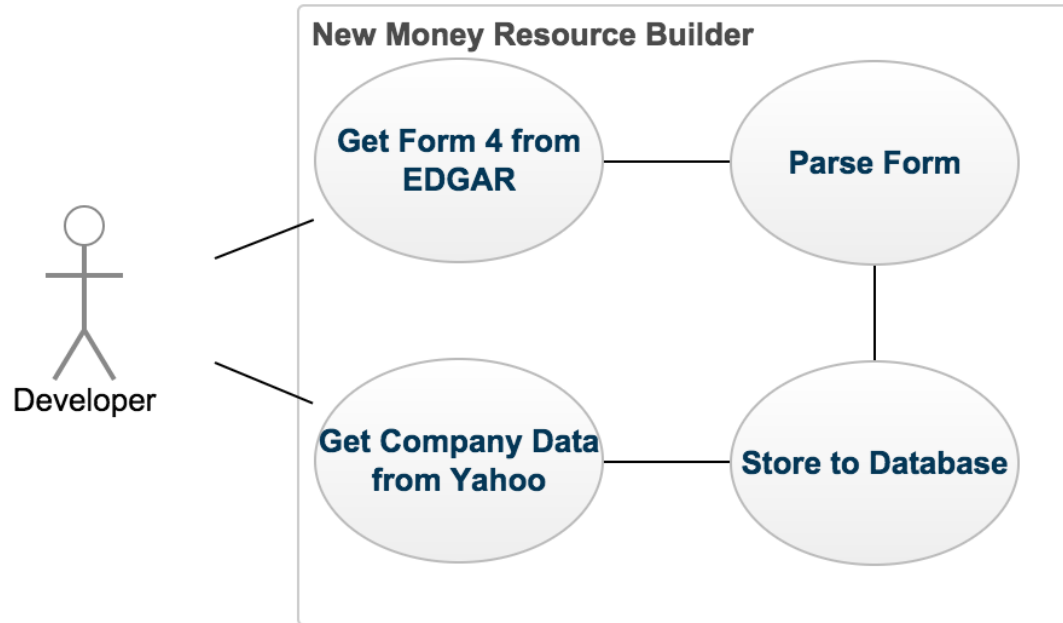 New Money Resource Builder
Get Form 4 from
EDGAR
Parse Form
Developer
Get Company Data
from Yahoo
Store to Database